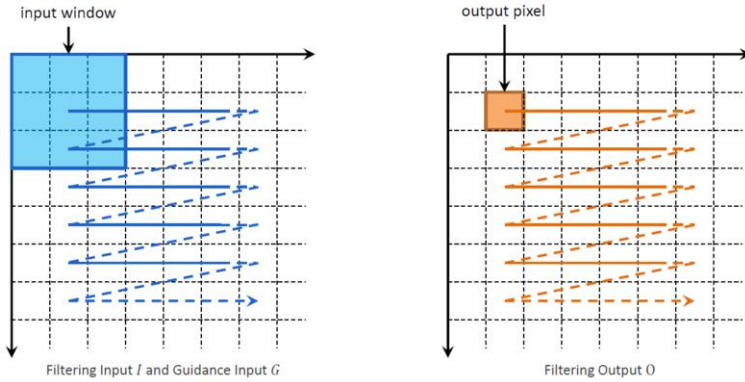 input window
output pixel
Filtering Input I and Guidance Input G
Filtering Output O